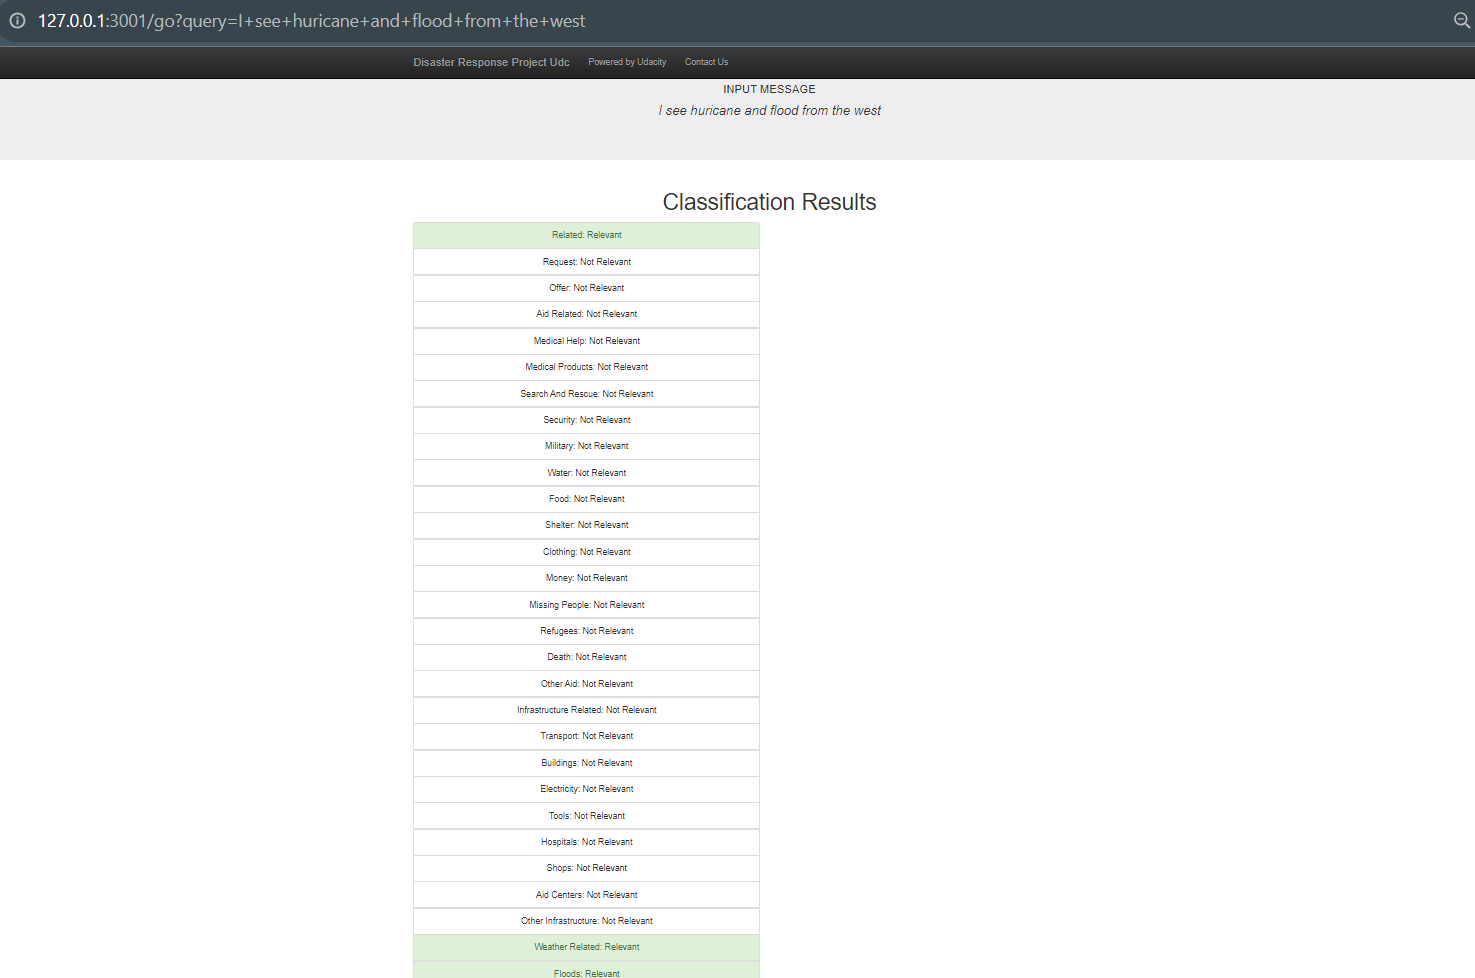 127.0.0.1:3001/go?query=I+see+huricane+and+flood+from+the+west
Disaster Response Project Udc Powered by Udacity Contact Us
INPUT MESSAGE
I see huricane and flood from the west
Classification Results
Related: Relevant
Request: Not Relevant
Offer: Not Relevant
Aid Related: Not Relevant
Medical Help: Not Relevant
Medical Products: Not Relevant
Search And Rescue: Not Relevant
Security: Not Relevant
Military: Not Relevant
Water: Not Relevant
Food: Not Relevant
Shelter: Not Relevant
Clothing: Not Relevant
Money: Not Relevant
Missing People: Not Relevant
Refugees: Not Relevant
Death: Not Relevant
Other Aid: Not Relevant
Infrastructure Related: Not Relevant
Transport: Not Relevant
Buildings: Not Relevant
Electricity: Not Relevant
Tools: Not Relevant
Hospitals: Not Relevant
Shops: Not Relevant
Aid Centers: Not Relevant
Other Infrastructure: Not Relevant
Weather Related: Relevant
Floods: Relevant